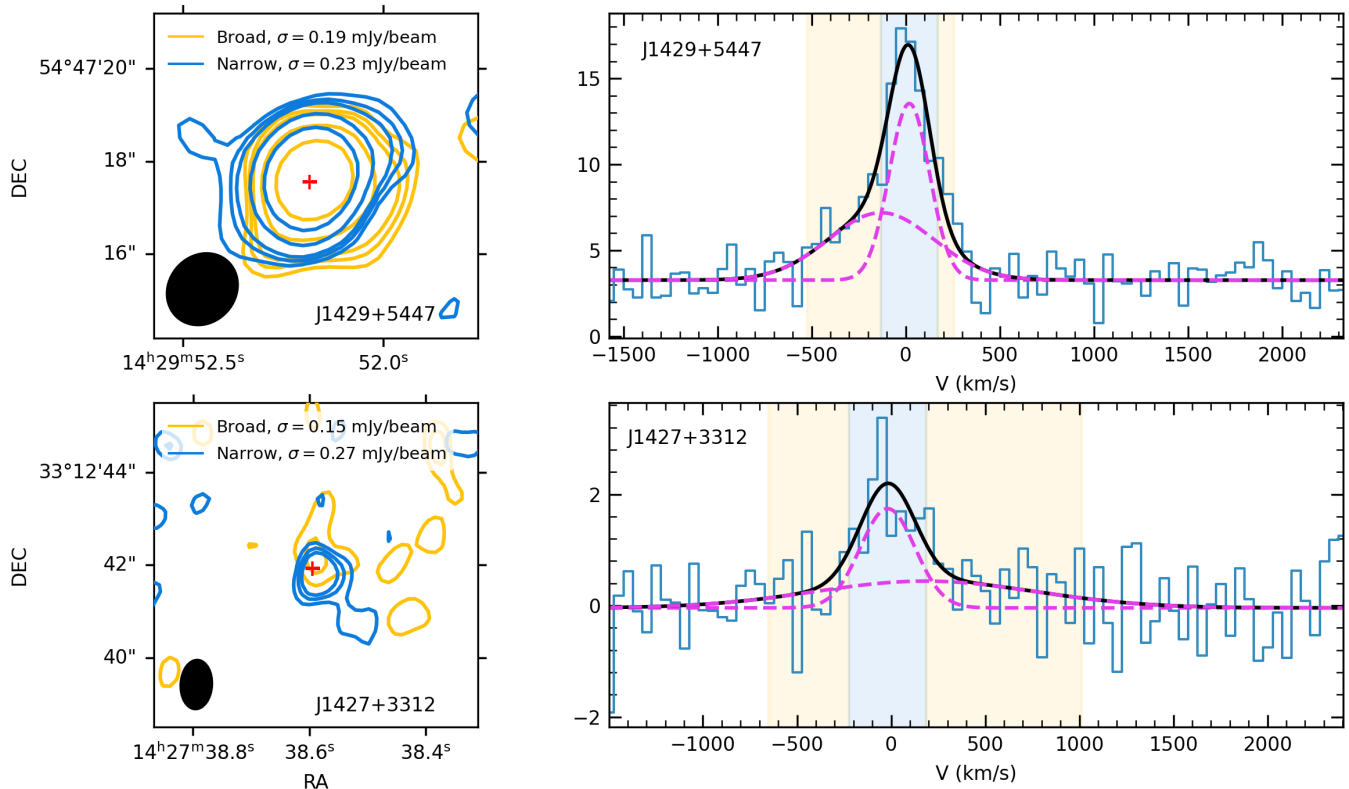 Broad, σ = 0.19 mJy/beam
Narrow, σ = 0.23 mJy/beam
54°47'20"
18"
16"
DEC
J1429+5447
14ʰ29ᵐ52.5ˢ
52.0ˢ
J1429+5447
15
10
5
0
−1500
−1000
−500
0
500
1000
1500
2000
V (km/s)
Broad, σ = 0.15 mJy/beam
Narrow, σ = 0.27 mJy/beam
33°12'44"
42"
40"
DEC
J1427+3312
14ʰ27ᵐ38.8ˢ
38.6ˢ
38.4ˢ
RA
J1427+3312
2
0
−2
−1000
−500
0
500
1000
1500
2000
V (km/s)